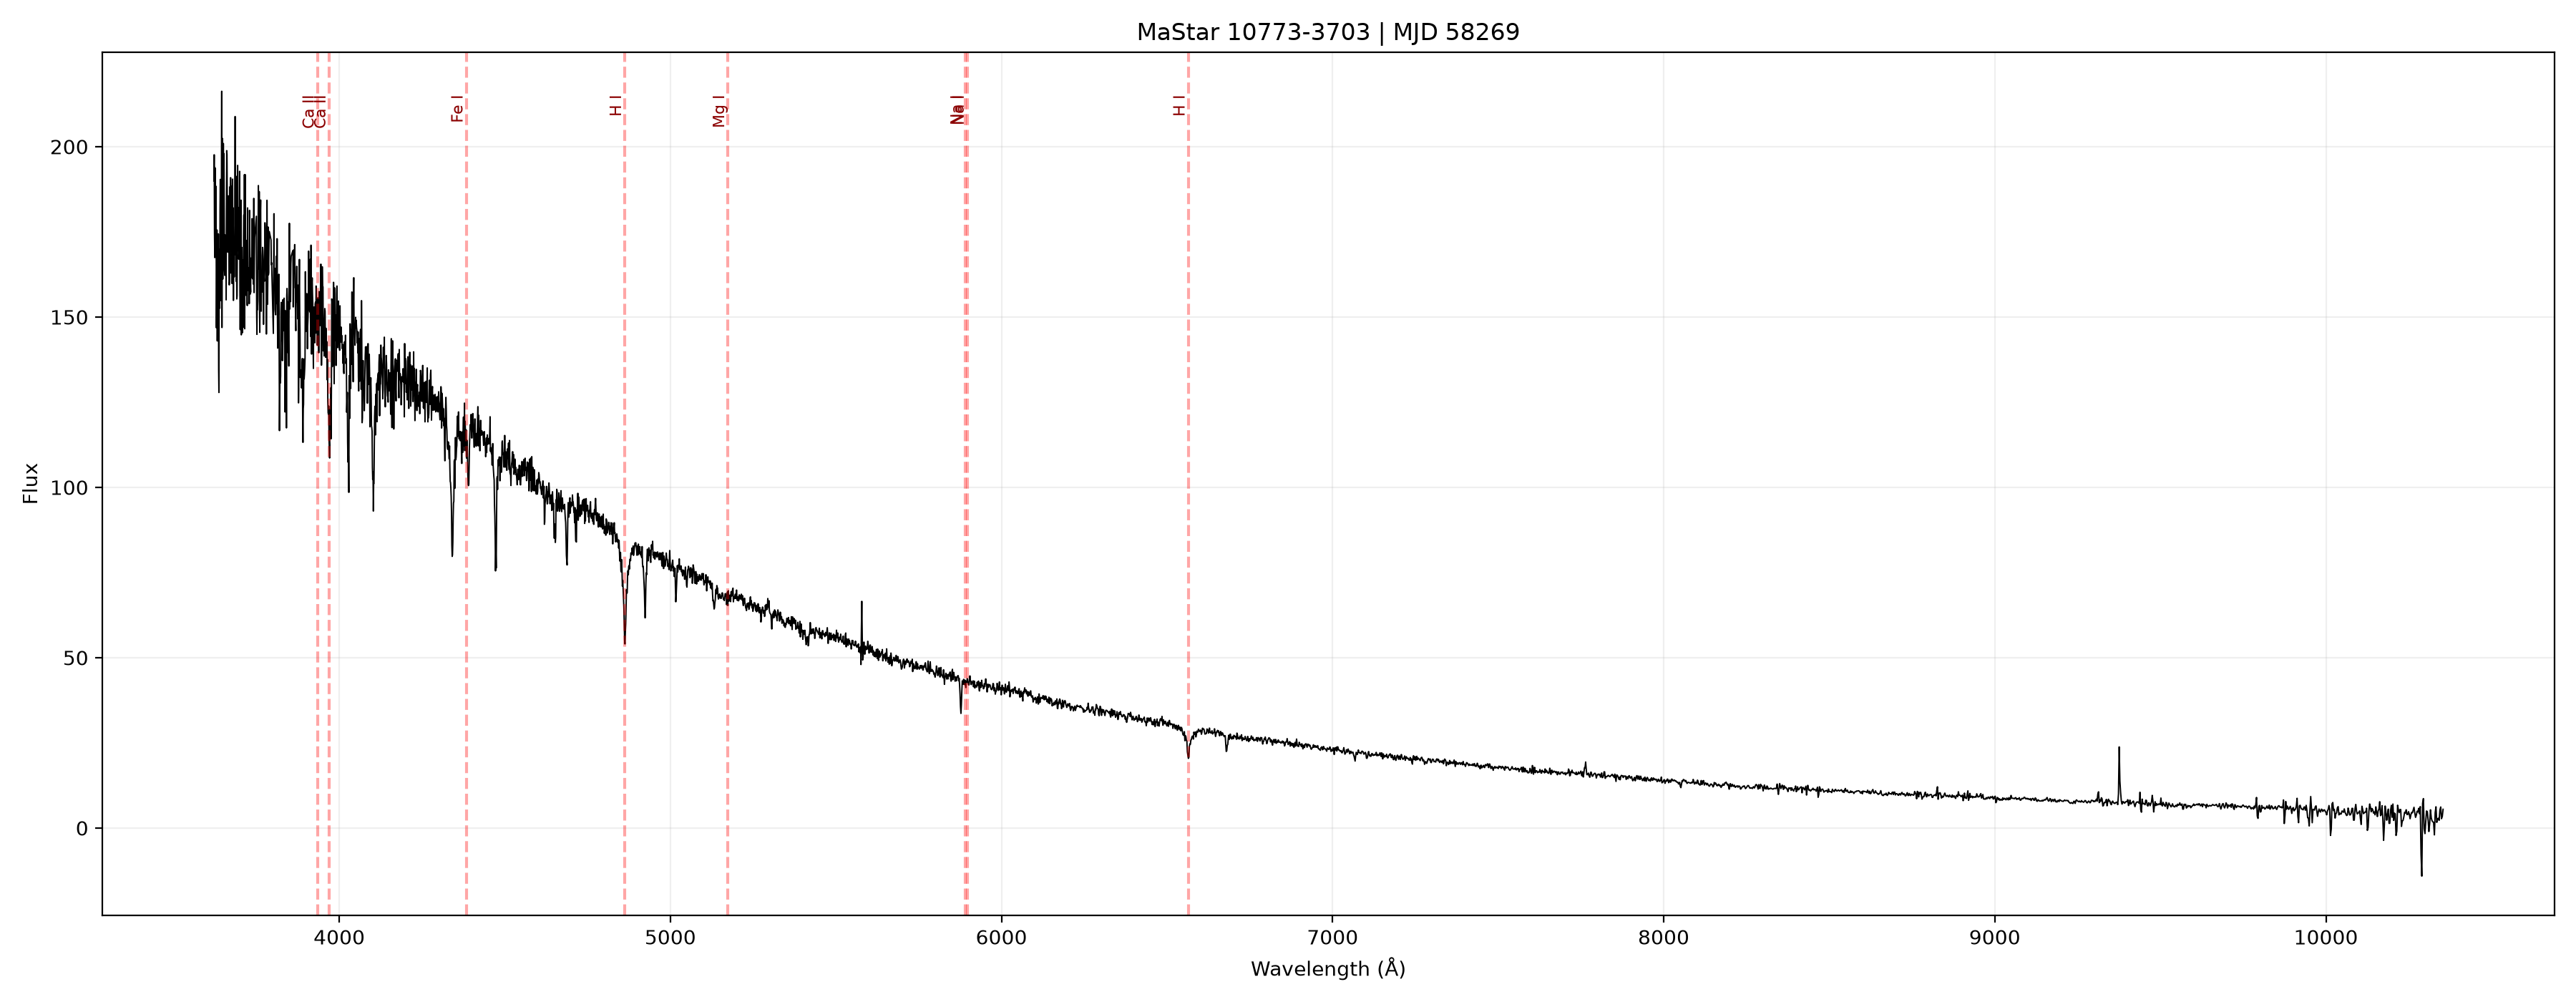 MaStar 10773-3703 | MJD 58269
Ca II
Ca II
Fe I
H I
Mg I
Na I
Na I
H I
Flux
200
150
100
50
0
4000
5000
6000
7000
8000
9000
10000
Wavelength (Å)